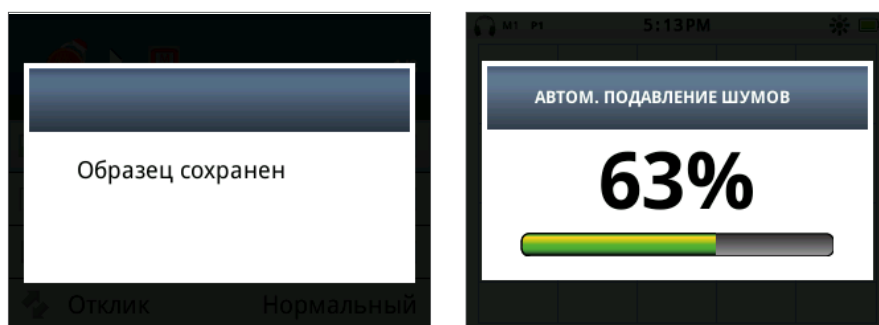 Образец сохранен
Отклик Нормальный
M1 P1 5:13PM
АВТОМ. ПОДАВЛЕНИЕ ШУМОВ
63%